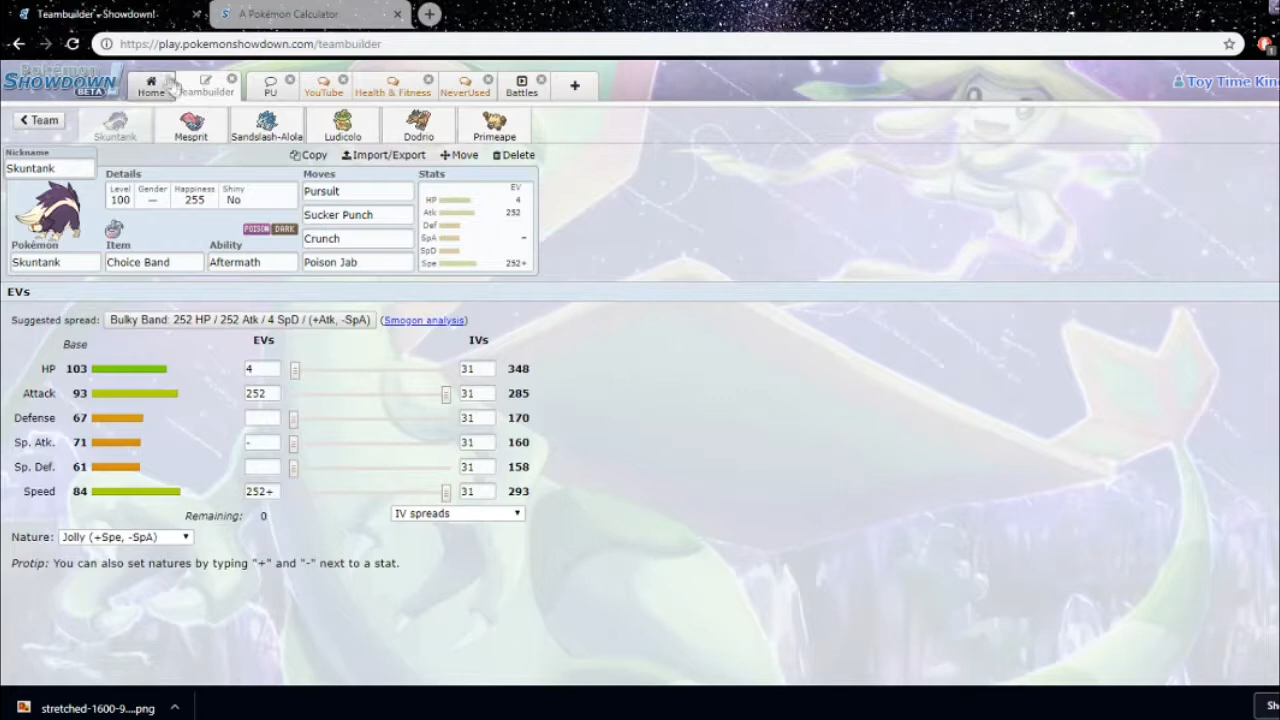 Teambuilder - Showdown! A Pokémon Calculator
https://play.pokemonshowdown.com/teambuilder
Pokémon SHOWDOWN BETA Home Teambuilder PU YouTube Health & Fitness NeverUsed Battles + Toy Time Kin
< Team Skuntank Mesprit Sandslash-Alola Ludicolo Dodrio Primeape
Nickname Copy Import/Export Move Delete
Skuntank
Details Moves Stats
Level Gender Happiness Shiny
100 — 255 No
Pursuit
Sucker Punch
Crunch
Poison Jab
EV
HP 4
Atk 252
Def
SpA -
SpD
Spe 252+
POISON DARK
Pokémon Item Ability
Skuntank Choice Band Aftermath
EVs
Suggested spread: Bulky Band: 252 HP / 252 Atk / 4 SpD / (+Atk, -SpA) (Smogon analysis)
Base EVs IVs
HP 103 4 31 348
Attack 93 252 31 285
Defense 67 31 170
Sp. Atk. 71 - 31 160
Sp. Def. 61 31 158
Speed 84 252+ 31 293
Remaining: 0 IV spreads
Nature: Jolly (+Spe, -SpA)
Protip: You can also set natures by typing "+" and "-" next to a stat.
stretched-1600-9....png Sh